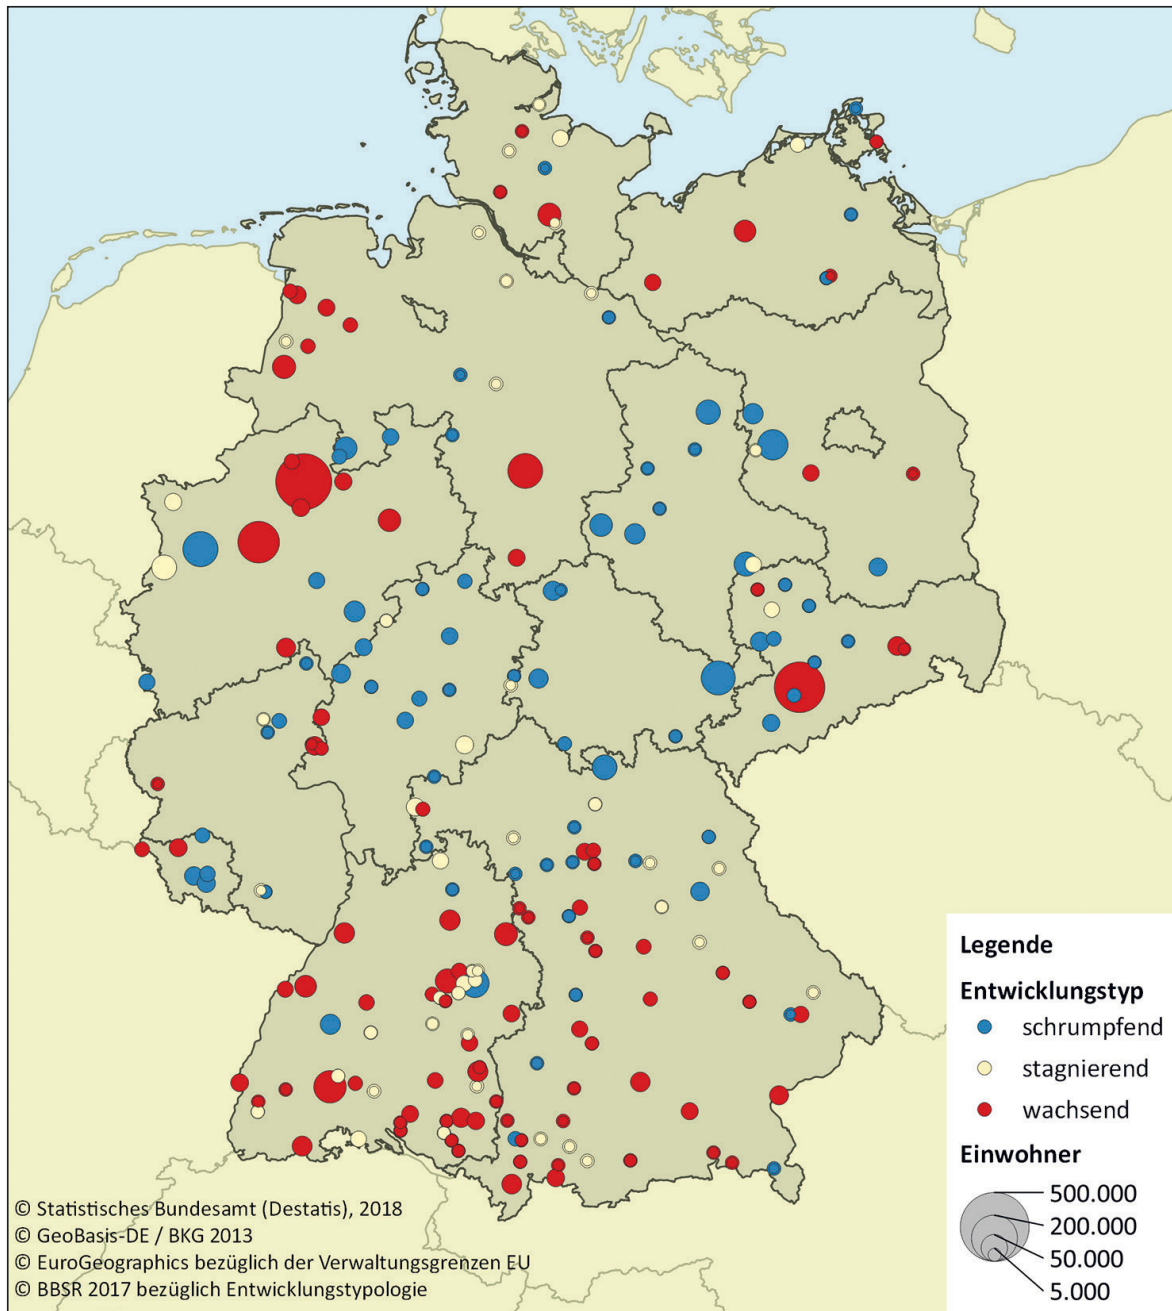 Legende
Entwicklungstyp
schrumpfend
stagnierend
wachsend
Einwohner
500.000
200.000
50.000
5.000
© Statistisches Bundesamt (Destatis), 2018
© GeoBasis-DE / BKG 2013
© EuroGeographics bezüglich der Verwaltungsgrenzen EU
© BBSR 2017 bezüglich Entwicklungstypologie